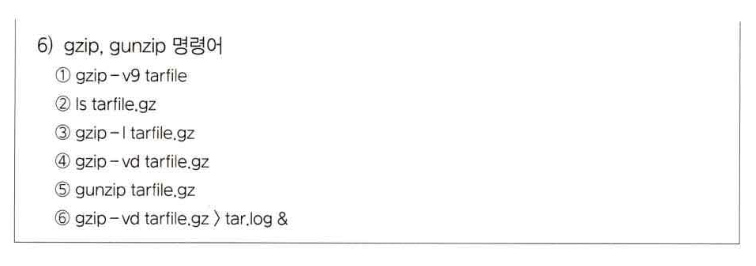 6) gzip, gunzip 명령어
① gzip-v9 tarfile
② ls tarfile.gz
③ gzip-l tarfile.gz
④ gzip-vd tarfile.gz
⑤ gunzip tarfile.gz
⑥ gzip-vd tarfile.gz > tar.log &